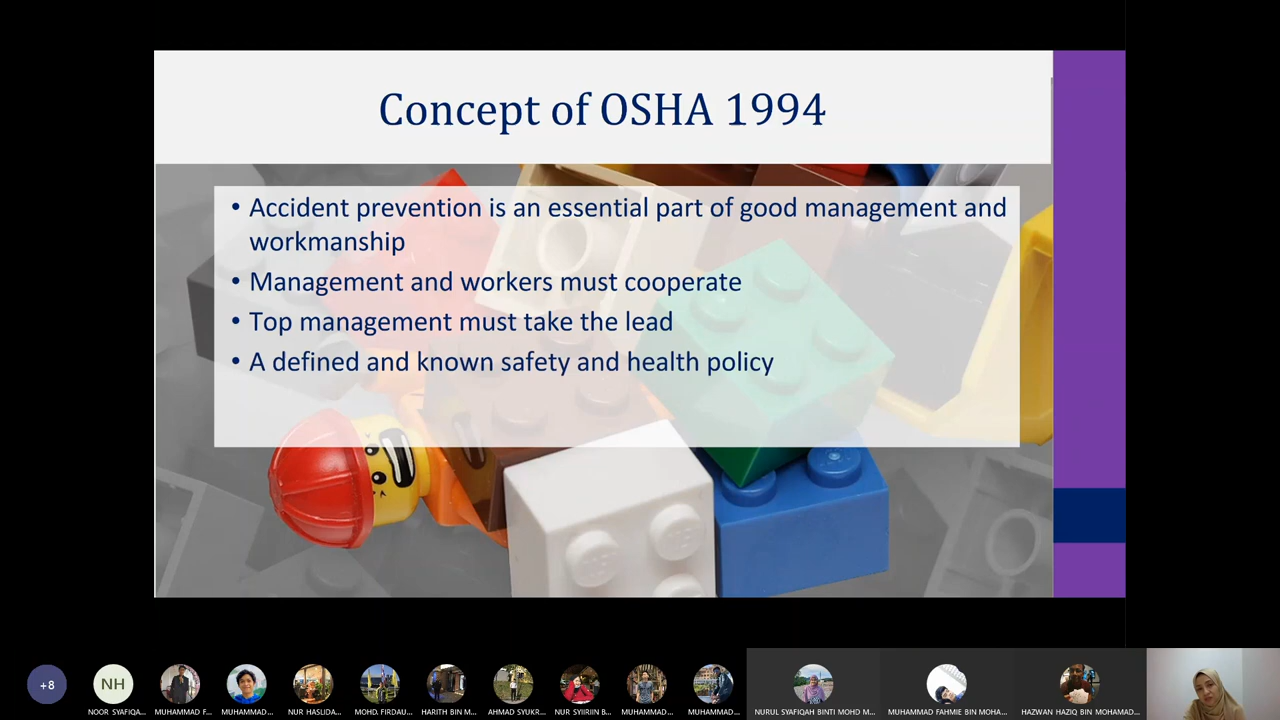 Concept of OSHA 1994
• Accident prevention is an essential part of good management and
workmanship
• Management and workers must cooperate
• Top management must take the lead
• A defined and known safety and health policy
+8
NH
NOOR SYAFIQA...
MUHAMMAD F...
MUHAMMAD...
NUR HASLIDA...
MOHD. FIRDAU...
HARITH BIN M...
AHMAD SYUKR...
NUR SYIIRIIN B...
MUHAMMAD...
MUHAMMAD...
NURUL SYAFIQAH BINTI MOHD M...
MUHAMMAD FAHMIE BIN MOHA...
HAZWAN HAZIQ BIN MOHAMAD...